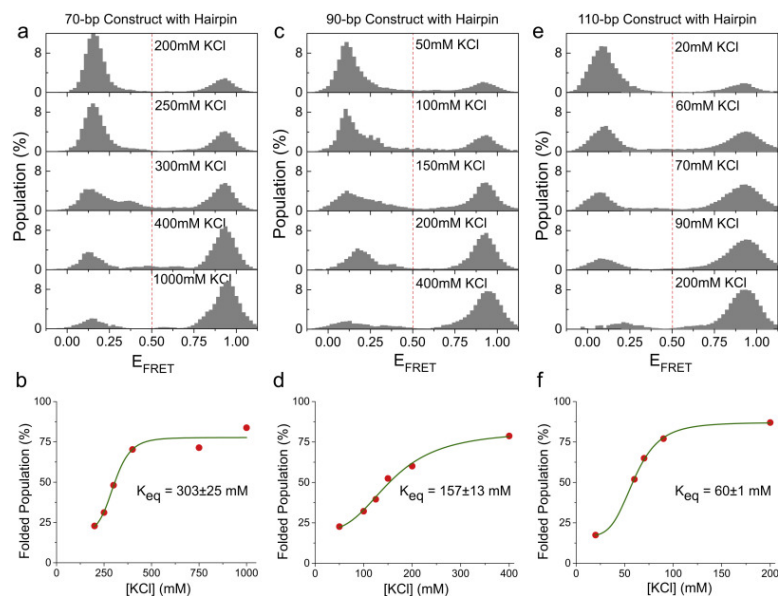 70-bp Construct with Hairpin
90-bp Construct with Hairpin
110-bp Construct with Hairpin
a
200mM KCl
250mM KCl
300mM KCl
400mM KCl
1000mM KCl
8
0
8
0
8
0
8
0
8
0
Population (%)
0.00 0.25 0.50 0.75 1.00
E_FRET
c
50mM KCl
100mM KCl
150mM KCl
200mM KCl
400mM KCl
8
0
8
0
8
0
8
0
8
0
Population (%)
0.00 0.25 0.50 0.75 1.00
E_FRET
e
20mM KCl
60mM KCl
70mM KCl
90mM KCl
200mM KCl
8
0
8
0
8
0
8
0
8
0
Population (%)
0.00 0.25 0.50 0.75 1.00
E_FRET
b
100
75
50
25
0
Folded Population (%)
K_eq = 303±25 mM
0 250 500 750 1000
[KCl] (mM)
d
100
75
50
25
0
Folded Population (%)
K_eq = 157±13 mM
0 100 200 300 400
[KCl] (mM)
f
100
75
50
25
0
Folded Population (%)
K_eq = 60±1 mM
0 50 100 150 200
[KCl] (mM)